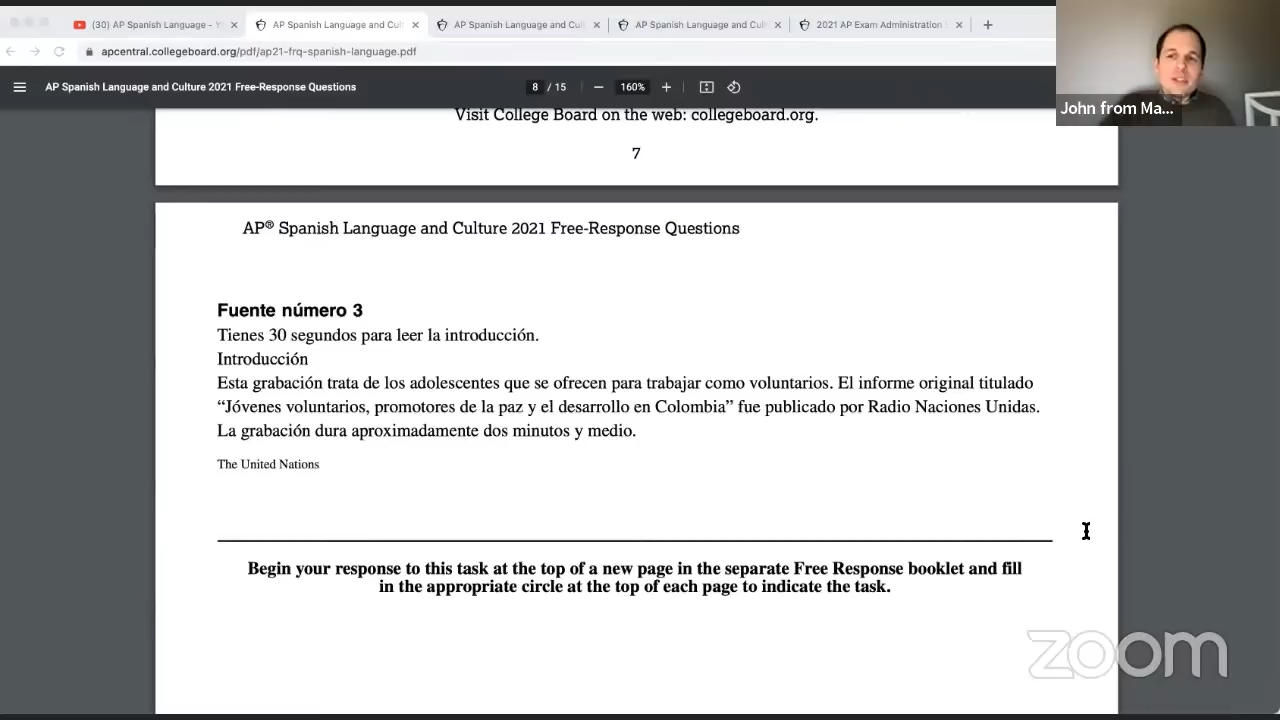 (30) AP Spanish Language - Y
AP Spanish Language and Cult
AP Spanish Language and Cult
AP Spanish Language and Cult
2021 AP Exam Administration
apcentral.collegeboard.org/pdf/ap21-frq-spanish-language.pdf
AP Spanish Language and Culture 2021 Free-Response Questions
8 / 15
160%
John from Ma...
Visit College Board on the web: collegeboard.org.
7
AP® Spanish Language and Culture 2021 Free-Response Questions
Fuente número 3
Tienes 30 segundos para leer la introducción.
Introducción
Esta grabación trata de los adolescentes que se ofrecen para trabajar como voluntarios. El informe original titulado
“Jóvenes voluntarios, promotores de la paz y el desarrollo en Colombia” fue publicado por Radio Naciones Unidas.
La grabación dura aproximadamente dos minutos y medio.
The United Nations
Begin your response to this task at the top of a new page in the separate Free Response booklet and fill
in the appropriate circle at the top of each page to indicate the task.
zoom